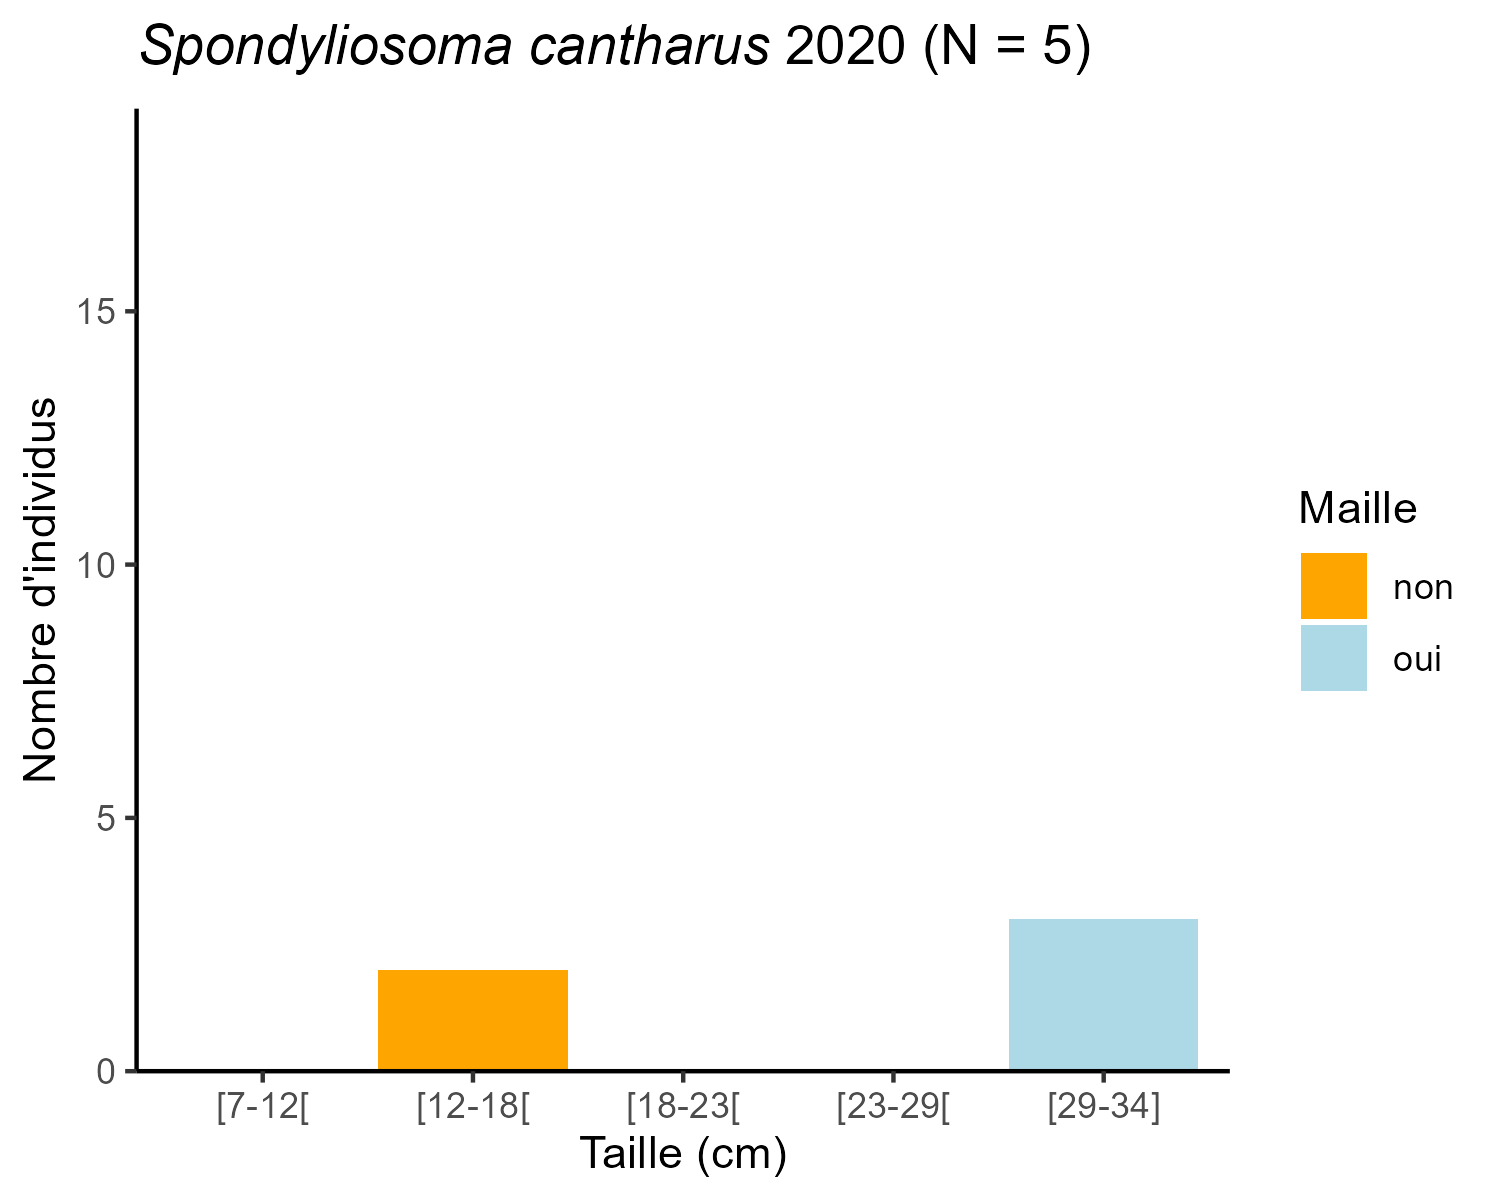 Spondyliosoma cantharus 2020 (N = 5)
Nombre d'individus
15
10
5
0
[7-12[
[12-18[
[18-23[
[23-29[
[29-34]
Taille (cm)
Maille
non
oui